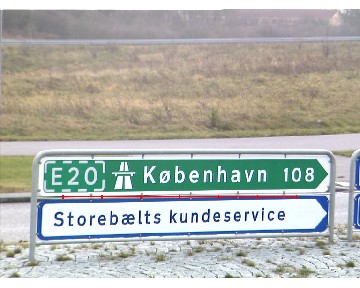 E20 København 108
Storebælts kundeservice